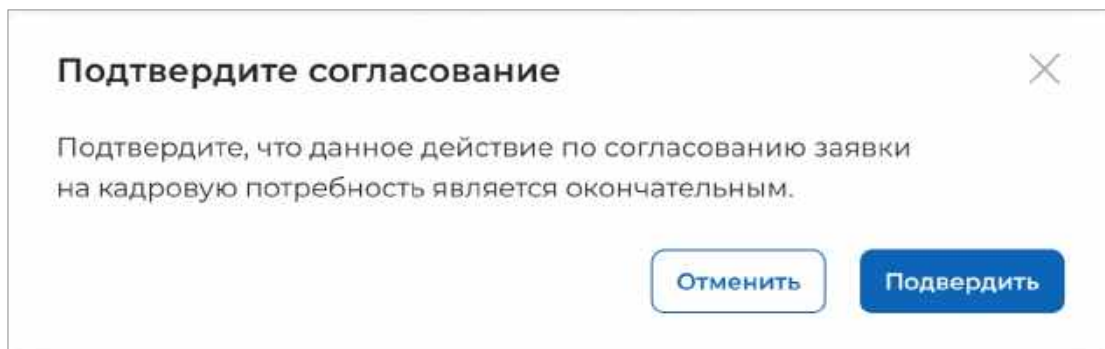 Подтвердите согласование
Подтвердите, что данное действие по согласованию заявки
на кадровую потребность является окончательным.
Отменить
Подвердить